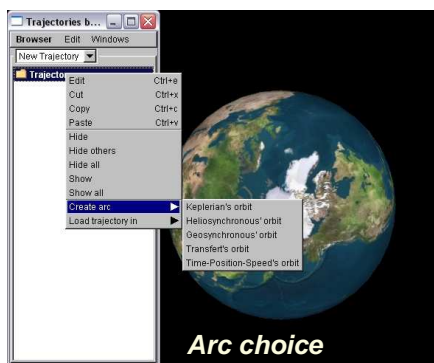 Trajectories b...
Browser Edit Windows
New Trajectory
Edit Ctrl+e
Cut Ctrl+x
Copy Ctrl+c
Paste Ctrl+v
Hide
Hide others
Hide all
Show
Show all
Create arc
Load trajectory in
Keplerian's orbit
Heliosynchronous' orbit
Geosynchronous' orbit
Transfert's orbit
Time-Position-Speed's orbit
Arc choice